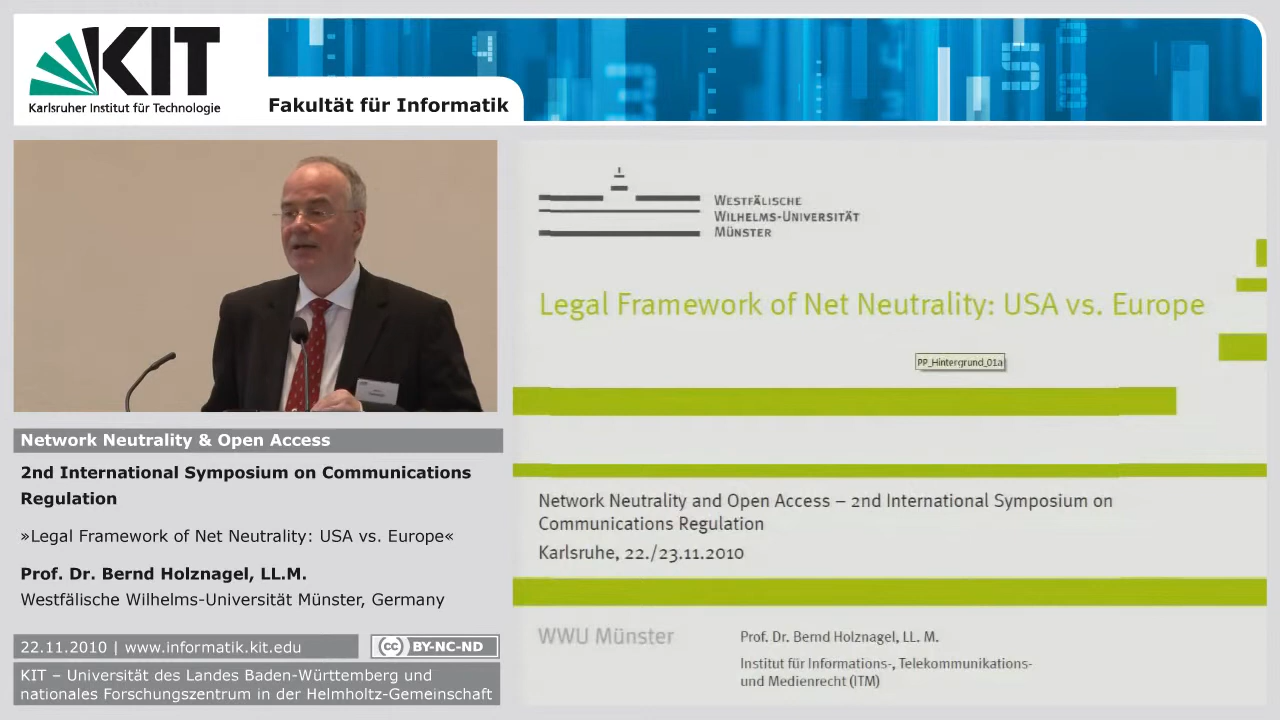 KIT
Karlsruher Institut für Technologie
Fakultät für Informatik
Network Neutrality & Open Access
2nd International Symposium on Communications
Regulation
»Legal Framework of Net Neutrality: USA vs. Europe«
Prof. Dr. Bernd Holznagel, LL.M.
Westfälische Wilhelms-Universität Münster, Germany
22.11.2010 | www.informatik.kit.edu
cc BY-NC-ND
KIT – Universität des Landes Baden-Württemberg und
nationales Forschungszentrum in der Helmholtz-Gemeinschaft
Westfälische
Wilhelms-Universität
Münster
Legal Framework of Net Neutrality: USA vs. Europe
PP_Hintergrund_01a
Network Neutrality and Open Access – 2nd International Symposium on
Communications Regulation
Karlsruhe, 22./23.11.2010
WWU Münster
Prof. Dr. Bernd Holznagel, LL. M.
Institut für Informations-, Telekommunikations-
und Medienrecht (ITM)